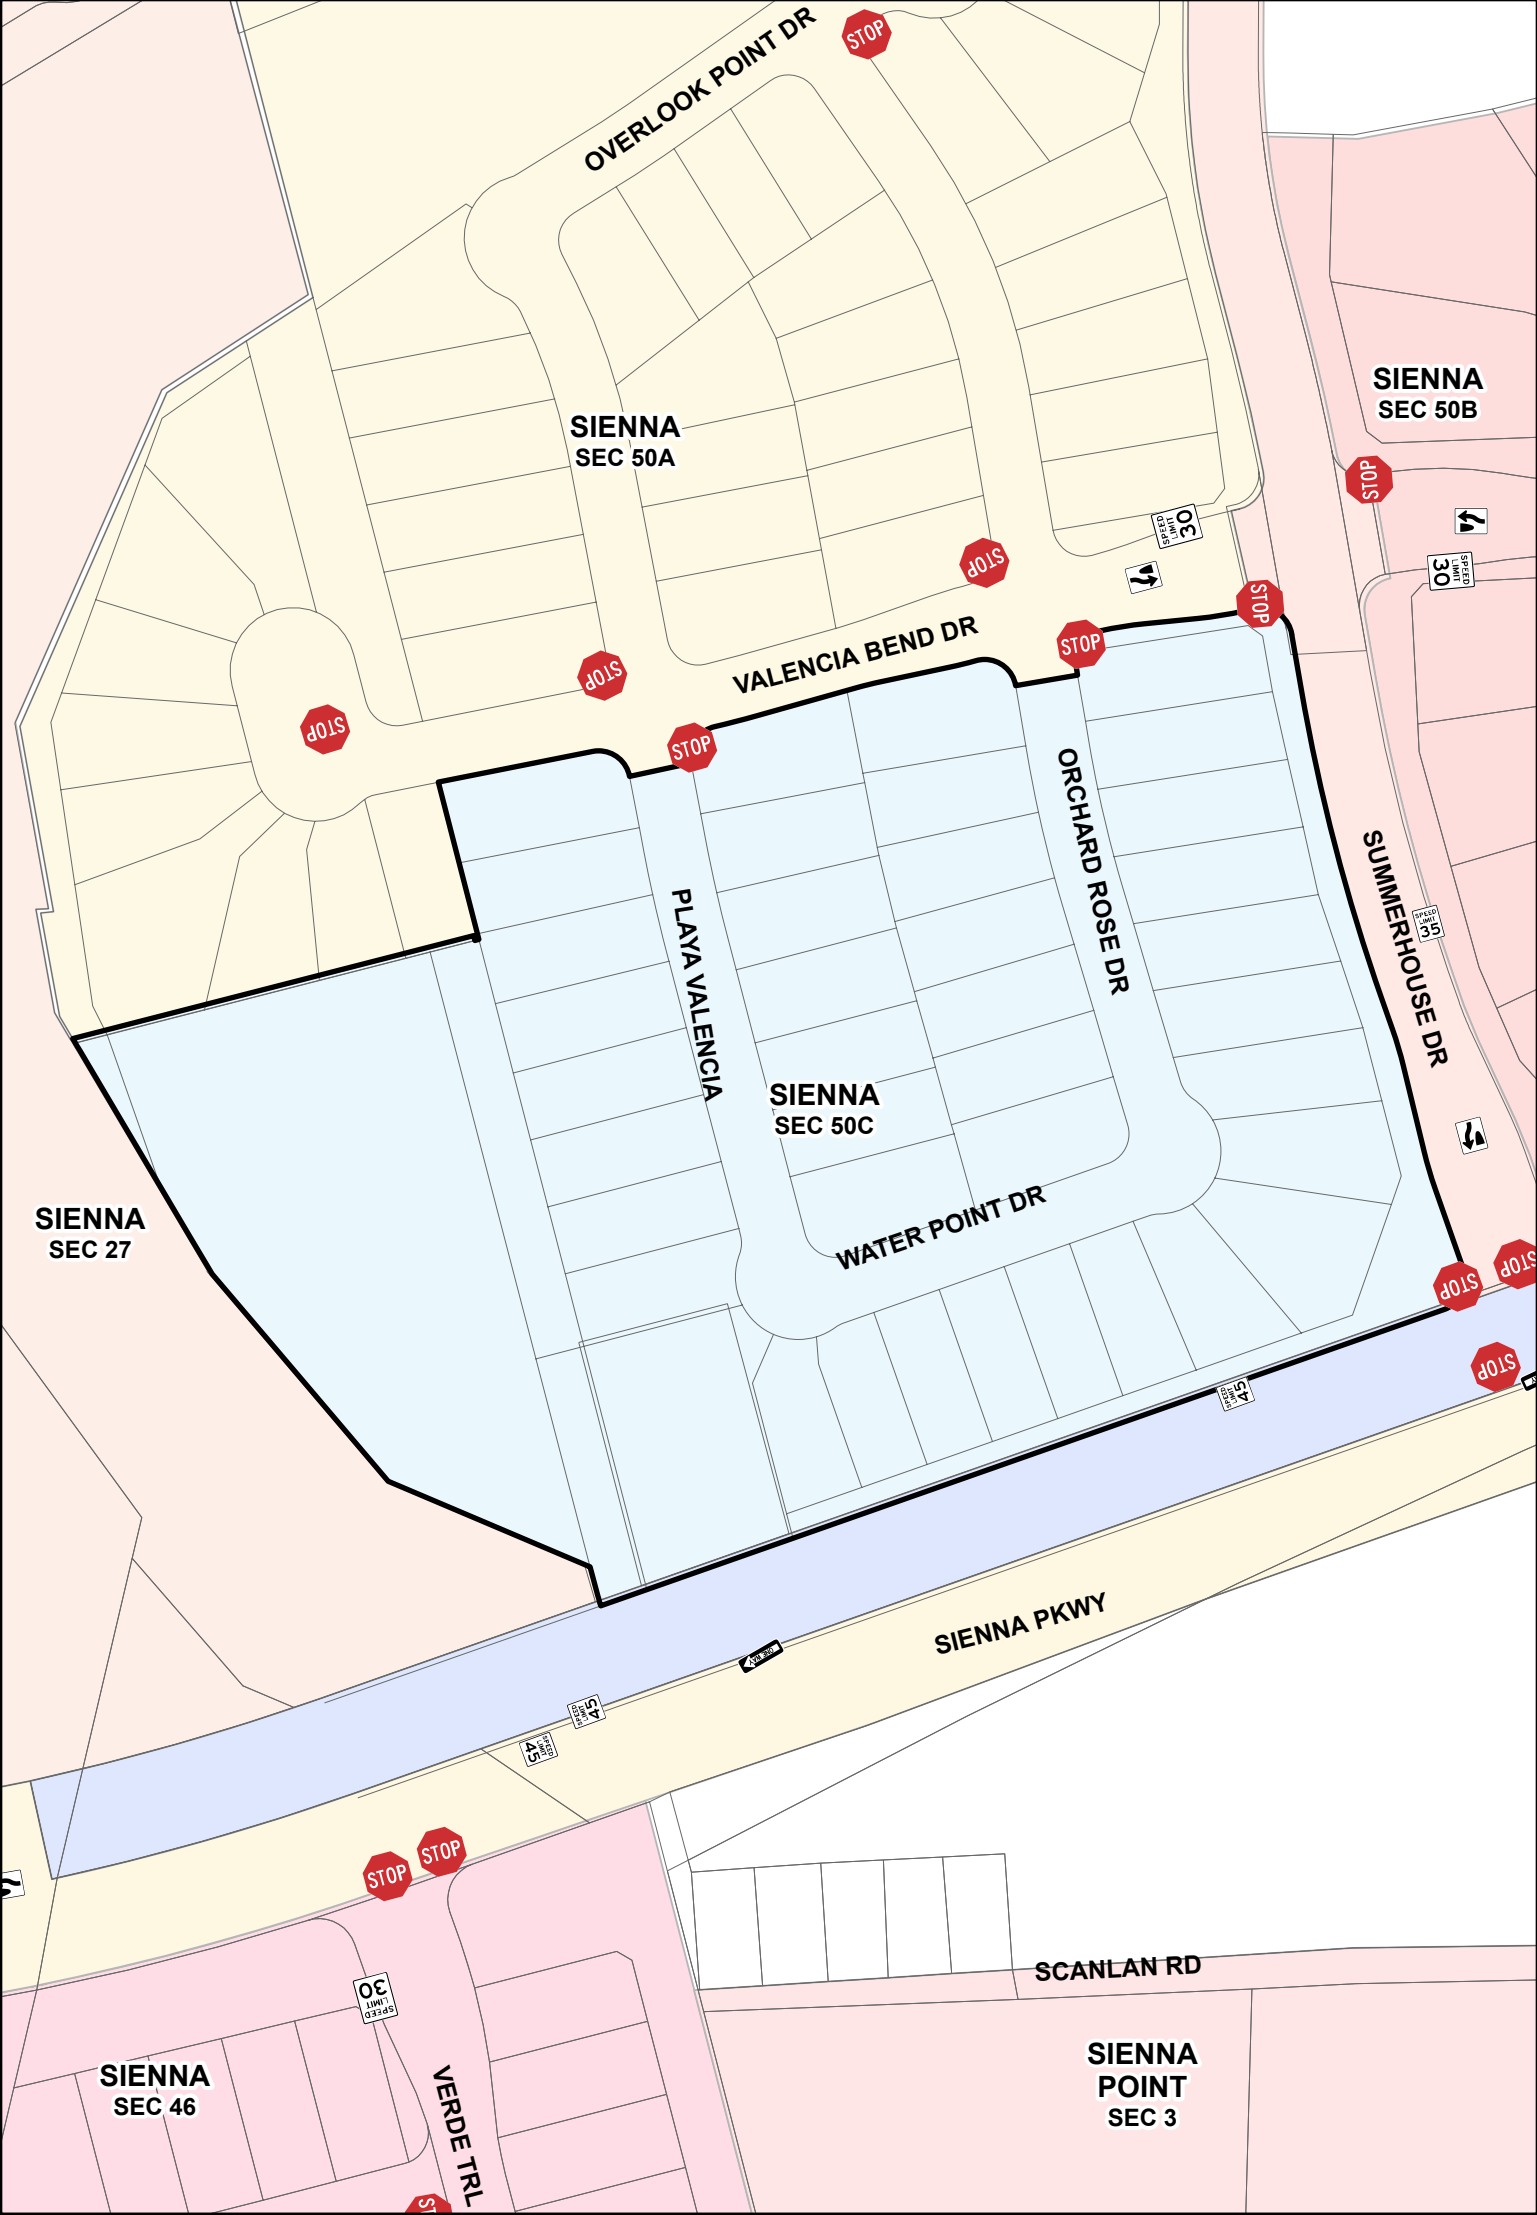 OVERLOOK POINT DR
STOP
SIENNA
SEC 50B
SIENNA
SEC 50A
STOP
SPEED
LIMIT
30
STOP
SPEED
LIMIT
30
STOP
VALENCIA BEND DR
STOP
STOP
STOP
STOP
ORCHARD ROSE DR
PLAYA VALENCIA
SUMMERHOUSE DR
SPEED
LIMIT
35
SIENNA
SEC 50C
SIENNA
SEC 27
WATER POINT DR
STOP
STOP
STOP
SPEED
LIMIT
45
SIENNA PKWY
ONE WAY
SPEED
LIMIT
45
SPEED
LIMIT
45
STOP
STOP
SCANLAN RD
SPEED
LIMIT
30
SIENNA
SEC 46
VERDE TRL
SIENNA
POINT
SEC 3
ST